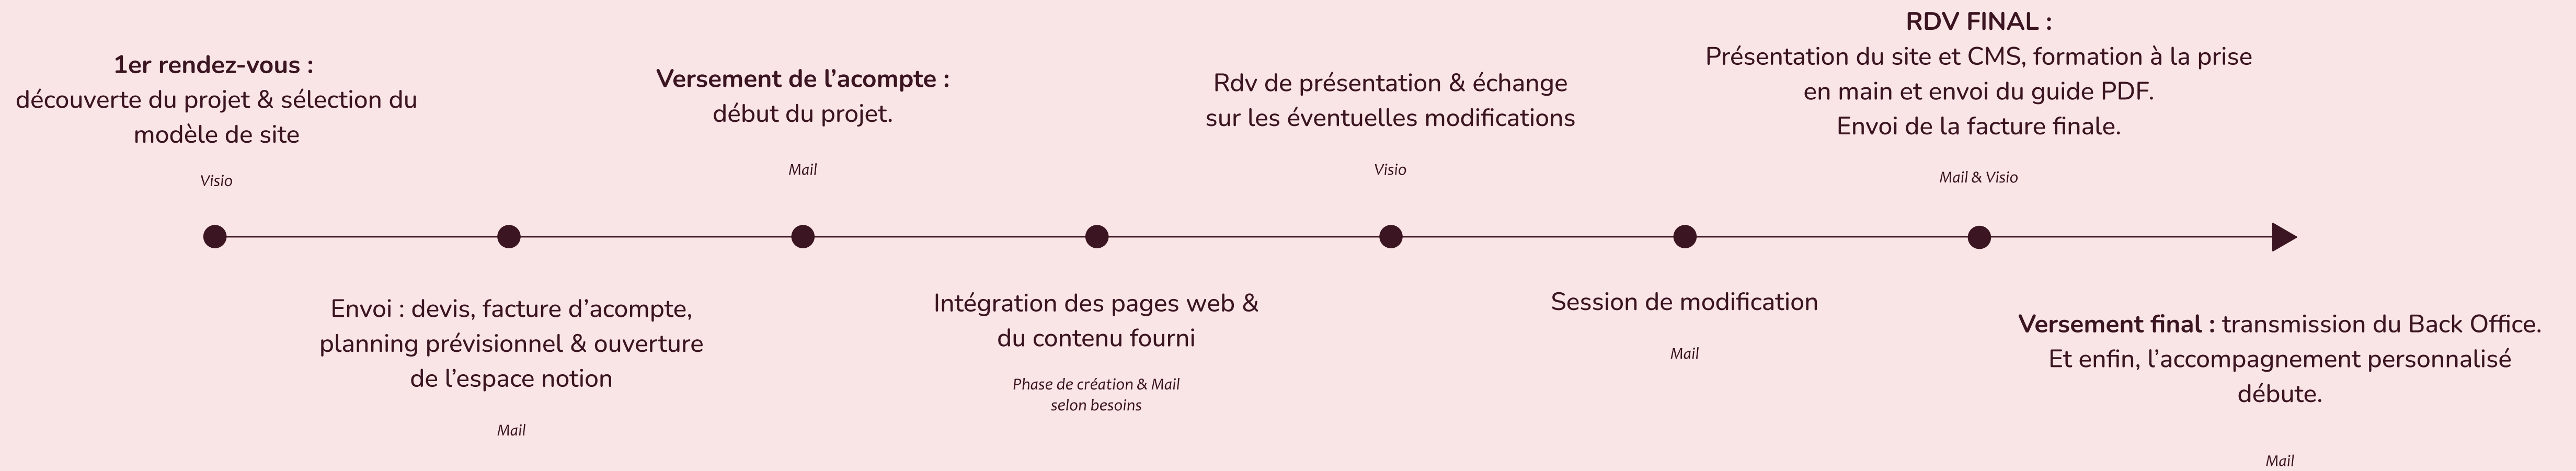 1er rendez-vous :
découverte du projet & sélection du
modèle de site
Visio
Envoi : devis, facture d’acompte,
planning prévisionnel & ouverture
de l’espace notion
Mail
Versement de l’acompte :
début du projet.
Mail
Intégration des pages web &
du contenu fourni
Phase de création & Mail
selon besoins
Rdv de présentation & échange
sur les éventuelles modifications
Visio
Session de modification
Mail
RDV FINAL :
Présentation du site et CMS, formation à la prise
en main et envoi du guide PDF.
Envoi de la facture finale.
Mail & Visio
Versement final : transmission du Back Office.
Et enfin, l’accompagnement personnalisé
débute.
Mail